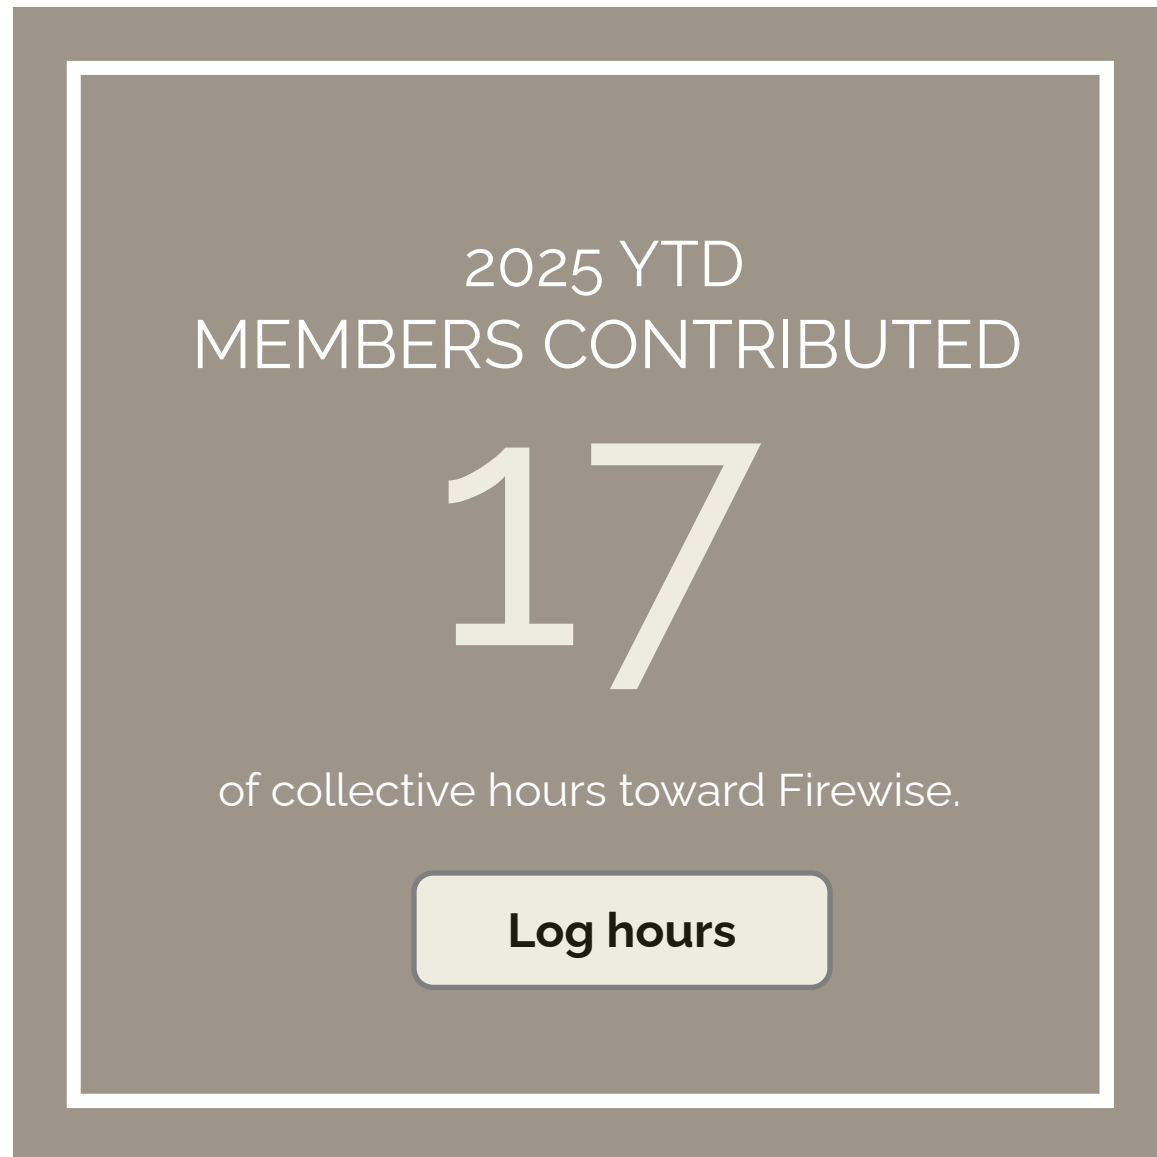 2025 YTD
MEMBERS CONTRIBUTED
17
of collective hours toward Firewise.
Log hours